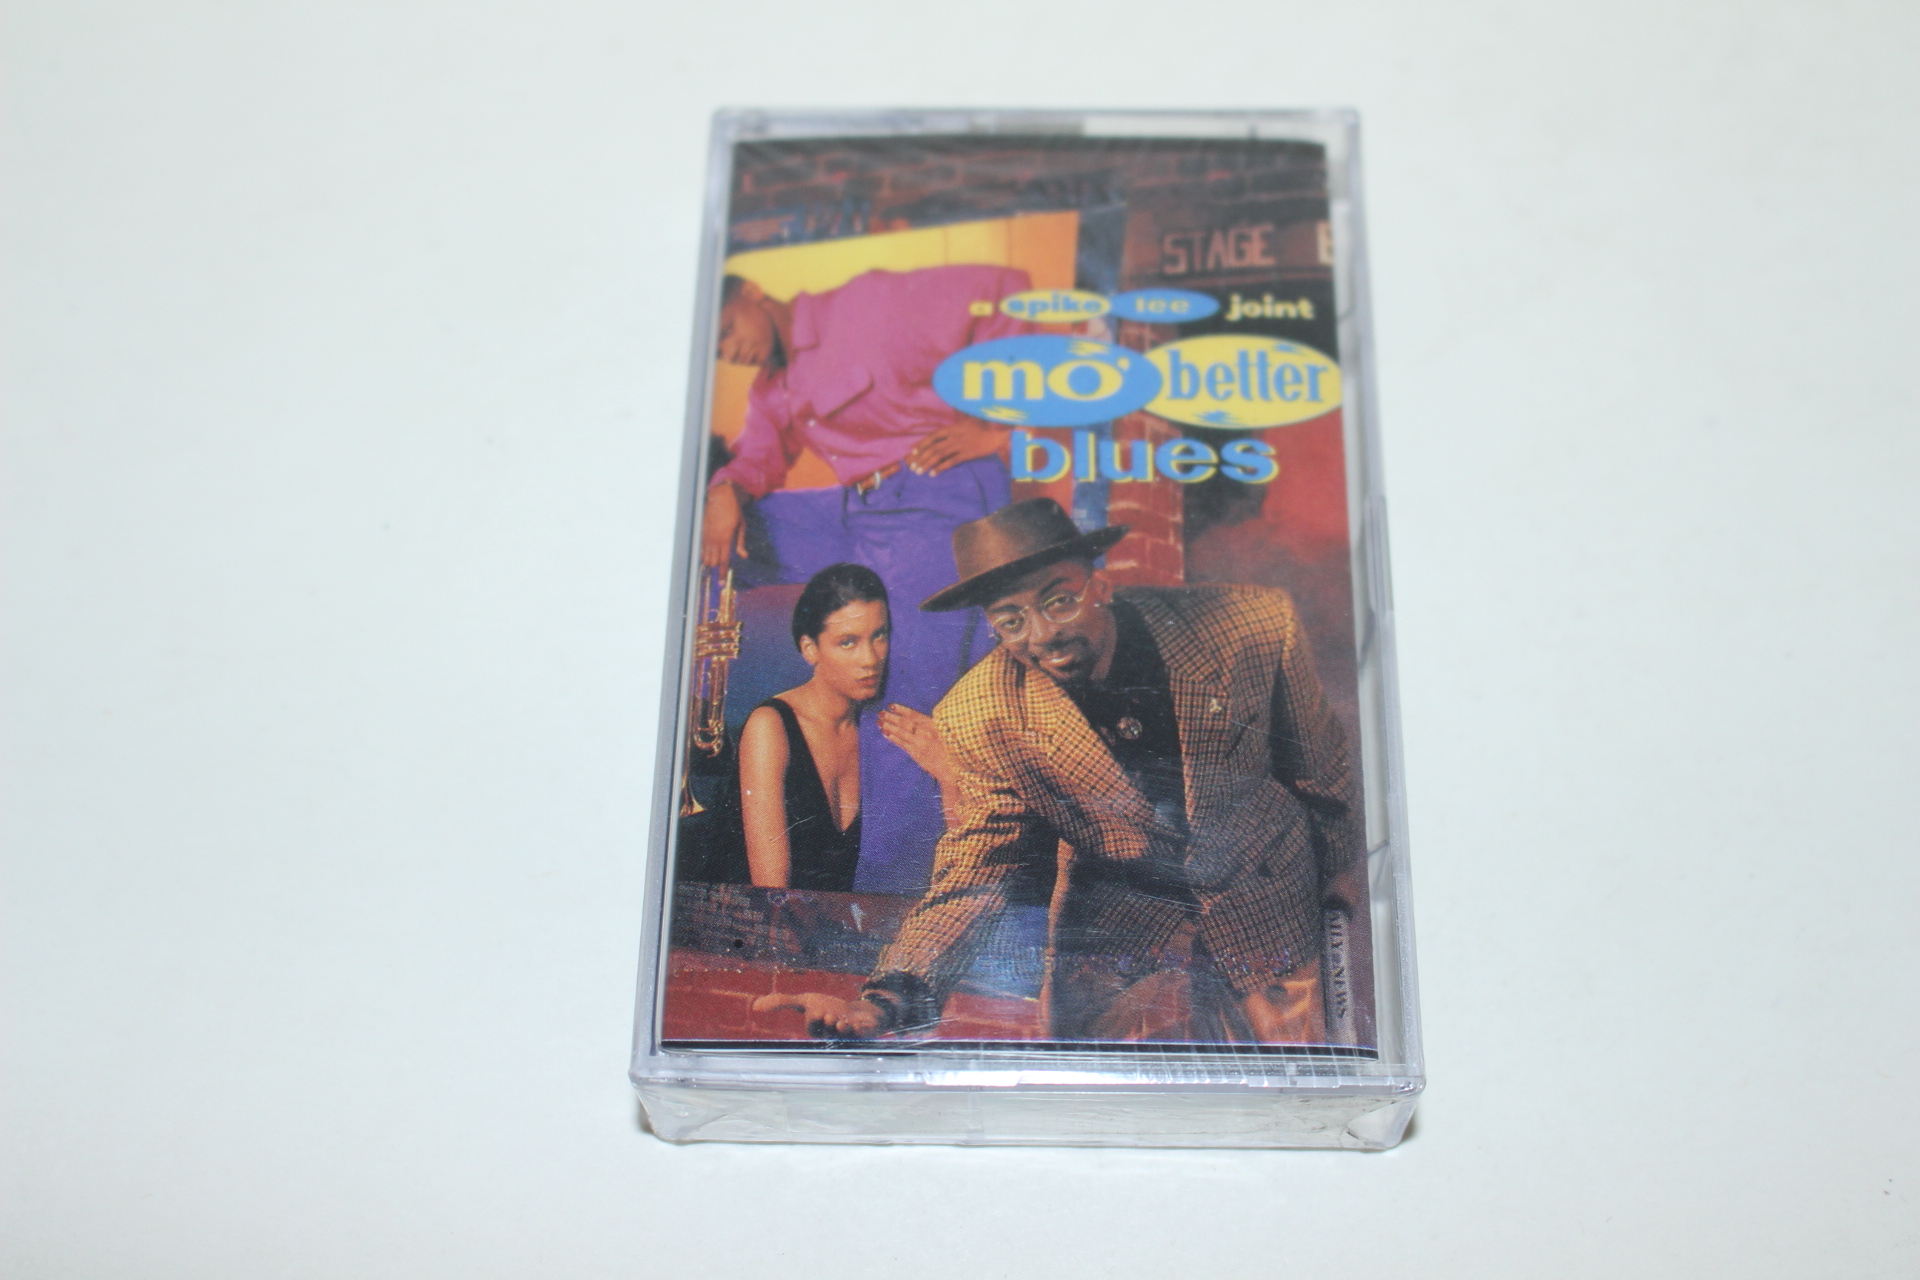 STAGE
a spike lee joint
mo' better
blues